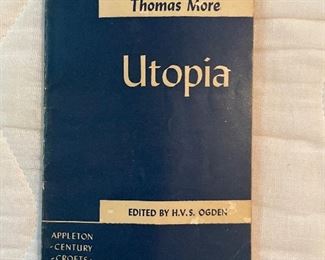 Thomas More
Utopia
EDITED BY H.V.S. OGDEN
APPLETON
-CENTURY
-CROFTS-